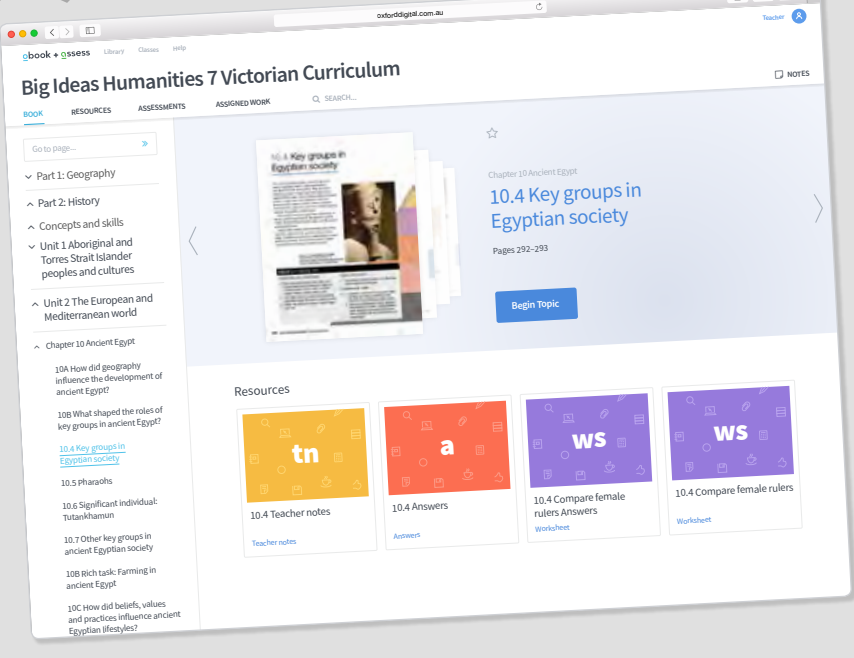 oxforddigital.com.au
obook + assess
Library
Classes
Help
Teacher
Big Ideas Humanities 7 Victorian Curriculum
NOTES
BOOK
RESOURCES
ASSESSMENTS
ASSIGNED WORK
SEARCH...
Go to page...
Part 1: Geography
Part 2: History
Concepts and skills
Unit 1 Aboriginal and
Torres Strait Islander
peoples and cultures
Unit 2 The European and
Mediterranean world
Chapter 10 Ancient Egypt
10A How did geography
influence the development of
ancient Egypt?
10B What shaped the roles of
key groups in ancient Egypt?
10.4 Key groups in
Egyptian society
10.5 Pharaohs
10.6 Significant individual:
Tutankhamun
10.7 Other key groups in
ancient Egyptian society
10B Rich task: Farming in
ancient Egypt
10C How did beliefs, values
and practices influence ancient
Egyptian lifestyles?
10.4 Key groups in
Egyptian society
Chapter 10 Ancient Egypt
10.4 Key groups in
Egyptian society
Pages 292–293
Begin Topic
Resources
tn
10.4 Teacher notes
Teacher notes
a
10.4 Answers
Answers
ws
10.4 Compare female
rulers Answers
Worksheet
ws
10.4 Compare female rulers
Worksheet